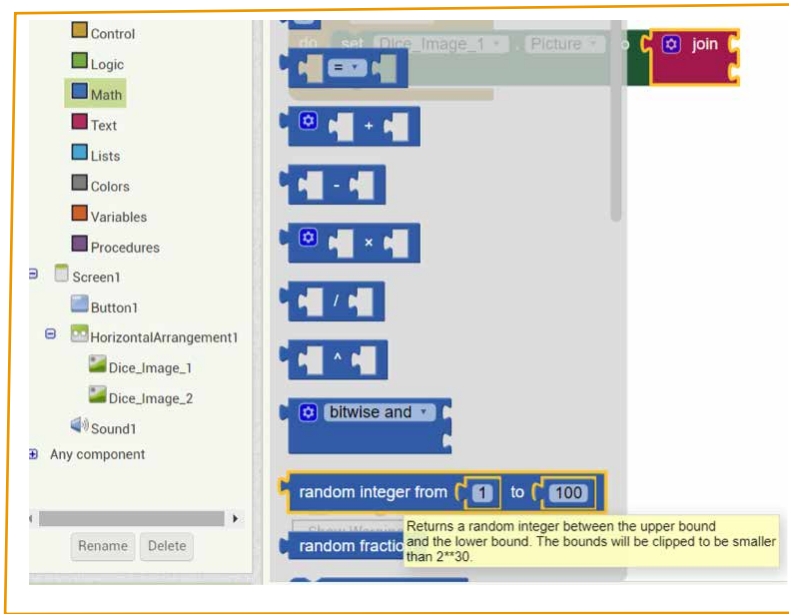 Control
Logic
Math
Text
Lists
Colors
Variables
Procedures
Screen1
Button1
HorizontalArrangement1
Dice_Image_1
Dice_Image_2
Sound1
Any component
Rename Delete
do set Dice_Image_1 . Picture to join
=
+
-
×
/
^
bitwise and
random integer from 1 to 100
Show Warnin
random fractio
Returns a random integer between the upper bound
and the lower bound. The bounds will be clipped to be smaller
than 2**30.